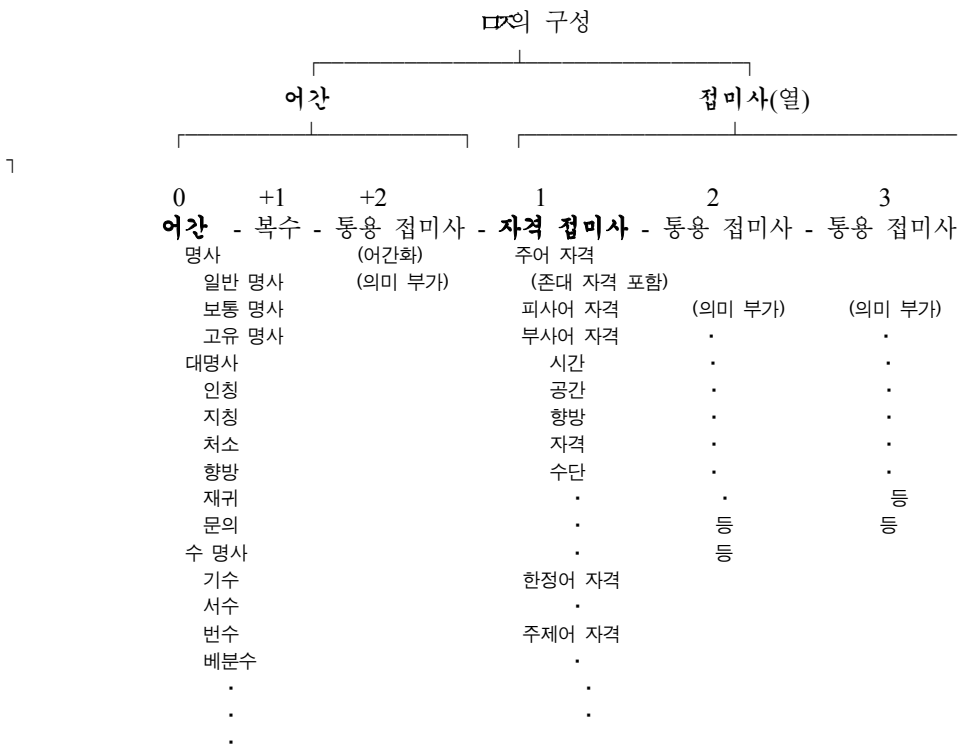 의 구성
어간 접미사(열)
0 +1 +2 1 2 3
어간 - 복수 - 통용 접미사 - 자격 접미사 - 통용 접미사 - 통용 접미사
명사 (어간화) 주어 자격
일반 명사 (의미 부가) (존대 자격 포함)
보통 명사 피사어 자격 (의미 부가) (의미 부가)
고유 명사 부사어 자격 · ·
대명사 시간 · ·
인칭 공간 · ·
지칭 향방 · ·
처소 자격 · ·
향방 수단 · ·
재귀 · · 등
문의 · 등 등
수 명사 · 등
기수 한정어 자격
서수 ·
번수 주제어 자격
베분수 ·
· ·
· ·
·